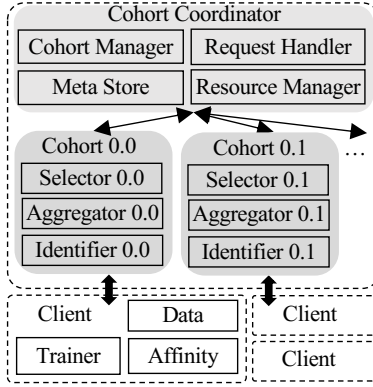 Cohort Coordinator
Cohort Manager
Request Handler
Meta Store
Resource Manager
Cohort 0.0
Selector 0.0
Aggregator 0.0
Identifier 0.0
Cohort 0.1
Selector 0.1
Aggregator 0.1
Identifier 0.1
...
Client
Data
Trainer
Affinity
Client
Client